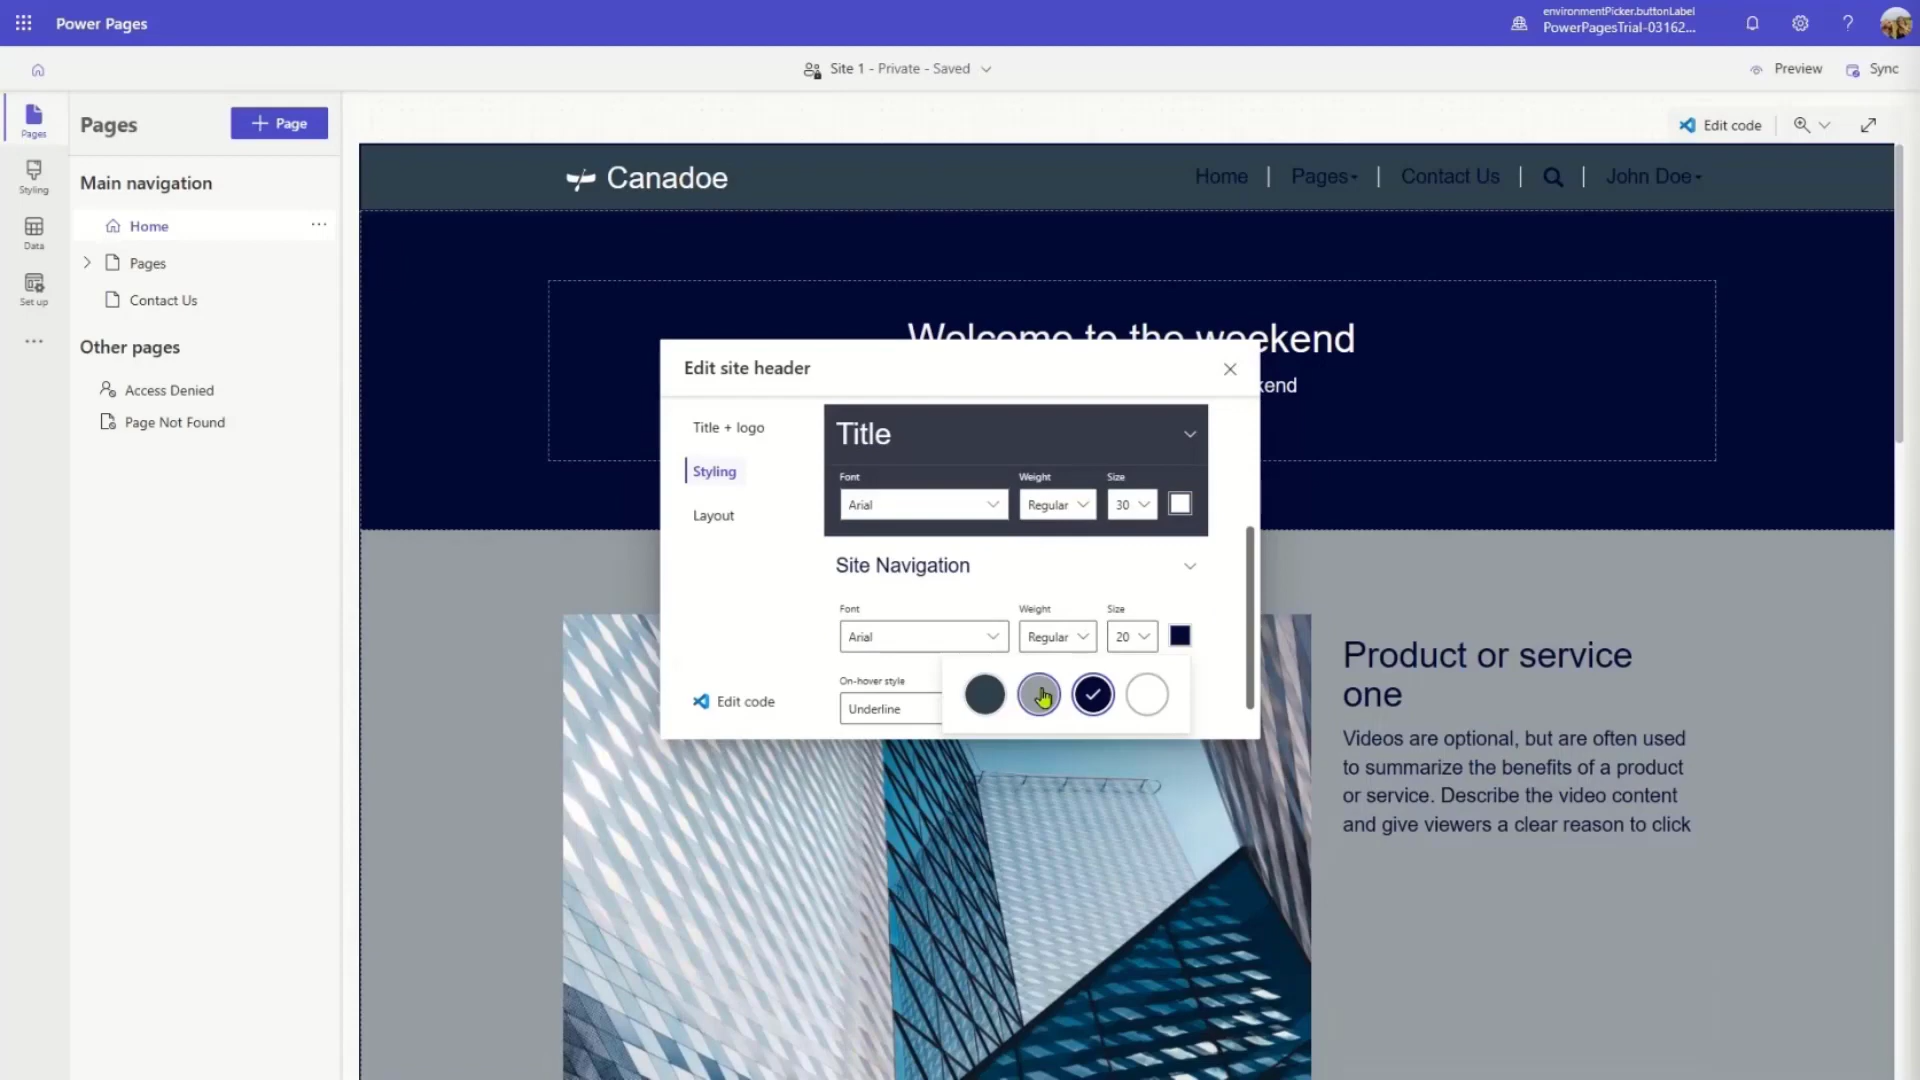 Power Pages
environmentPicker.buttonLabel
PowerPagesTrial-03162...
Site 1 - Private - Saved
Preview
Sync
Pages
Styling
Data
Set up
Pages
Page
Main navigation
Home
Pages
Contact Us
Other pages
Access Denied
Page Not Found
Edit code
Canadoe
Home | Pages | Contact Us | John Doe
Welcome to the weekend
kend
Edit site header
Title + logo
Styling
Layout
Edit code
Title
Font Weight Size
Arial Regular 30
Site Navigation
Font Weight Size
Arial Regular 20
On-hover style
Underline
Product or service
one
Videos are optional, but are often used
to summarize the benefits of a product
or service. Describe the video content
and give viewers a clear reason to click